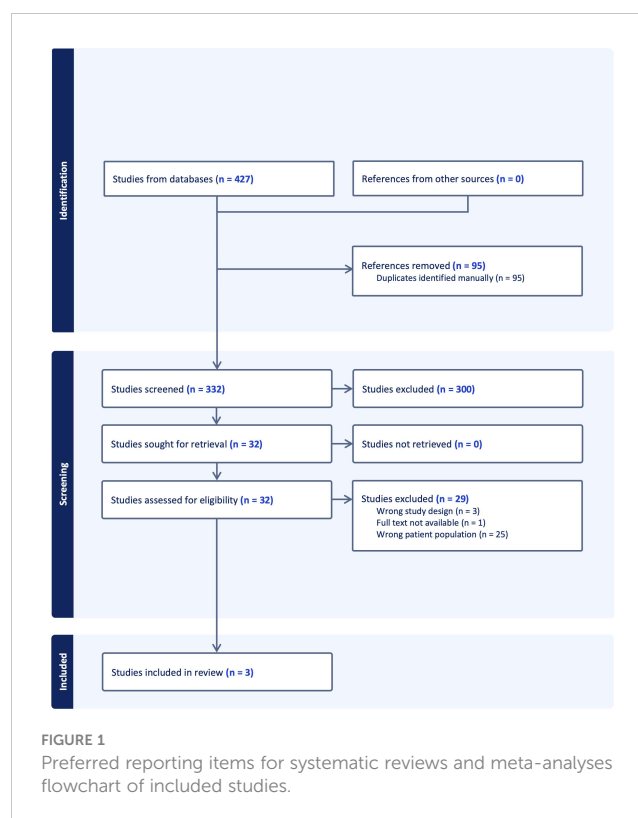 Identification
Studies from databases (n = 427)
References from other sources (n = 0)
References removed (n = 95)
Duplicates identified manually (n = 95)
Screening
Studies screened (n = 332)
Studies excluded (n = 300)
Studies sought for retrieval (n = 32)
Studies not retrieved (n = 0)
Studies assessed for eligibility (n = 32)
Studies excluded (n = 29)
Wrong study design (n = 3)
Full text not available (n = 1)
Wrong patient population (n = 25)
Included
Studies included in review (n = 3)
FIGURE 1
Preferred reporting items for systematic reviews and meta-analyses
flowchart of included studies.